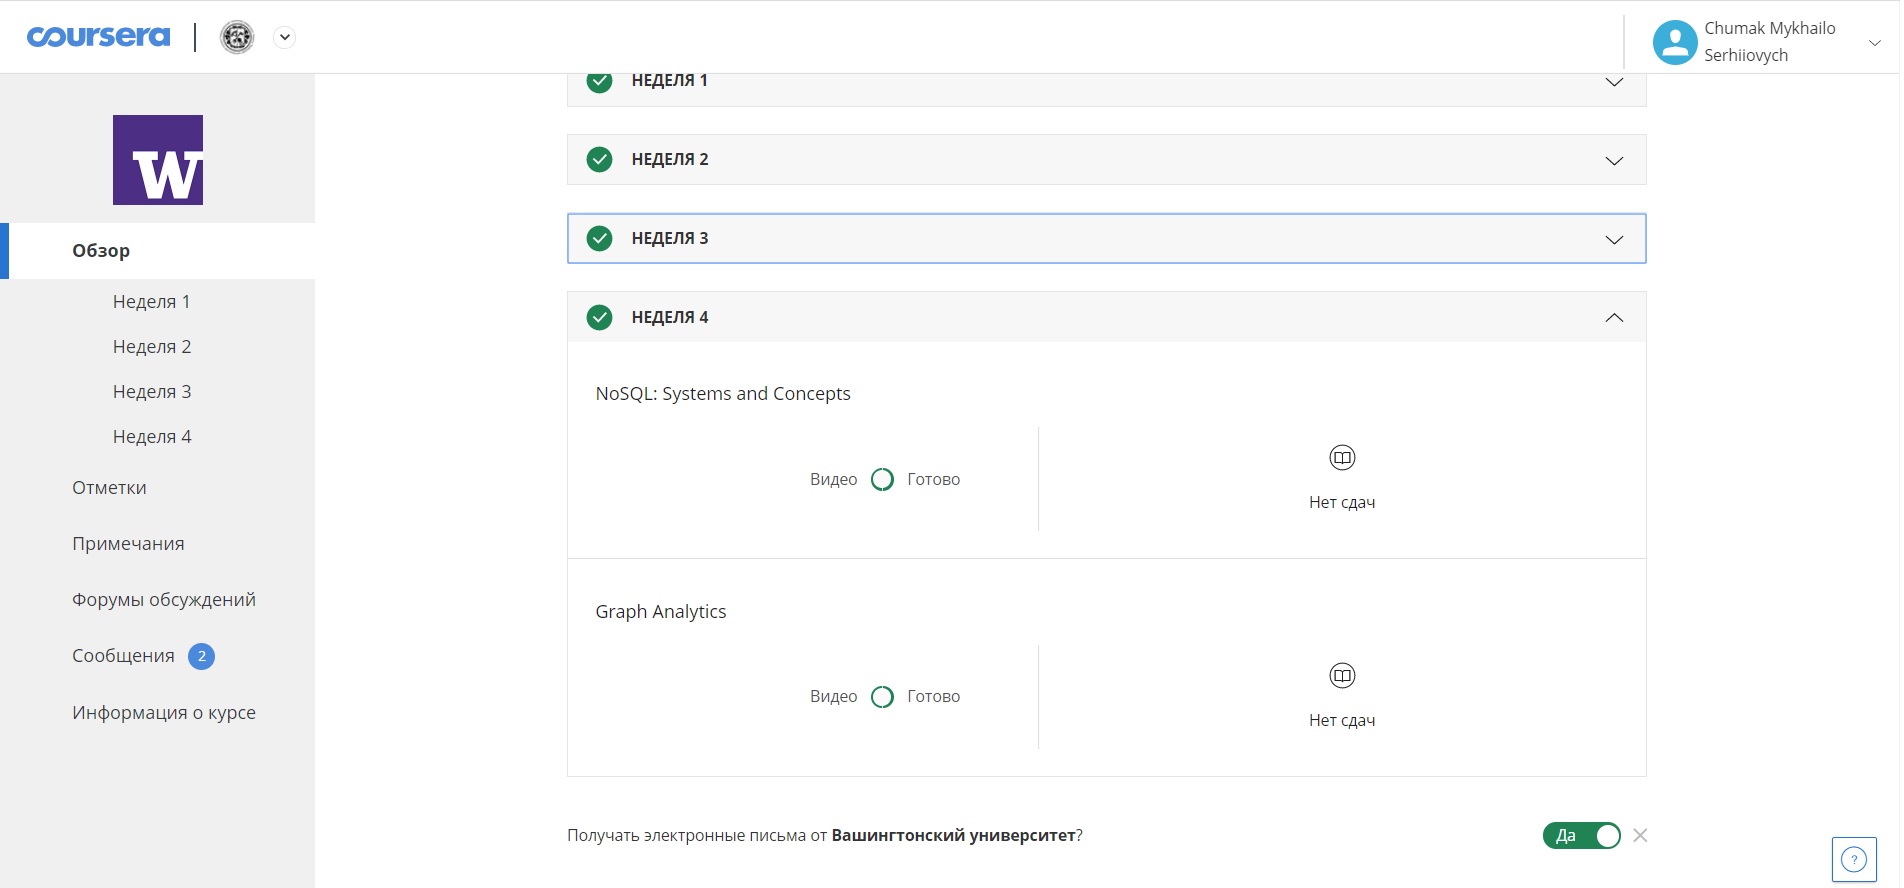 coursera
Chumak Mykhailo
Serhiiovych
W
Обзор
Неделя 1
Неделя 2
Неделя 3
Неделя 4
Отметки
Примечания
Форумы обсуждений
Сообщения 2
Информация о курсе
НЕДЕЛЯ 1
НЕДЕЛЯ 2
НЕДЕЛЯ 3
НЕДЕЛЯ 4
NoSQL: Systems and Concepts
Видео Готово
Нет сдач
Graph Analytics
Видео Готово
Нет сдач
Получать электронные письма от Вашингтонский университет?
Да
?